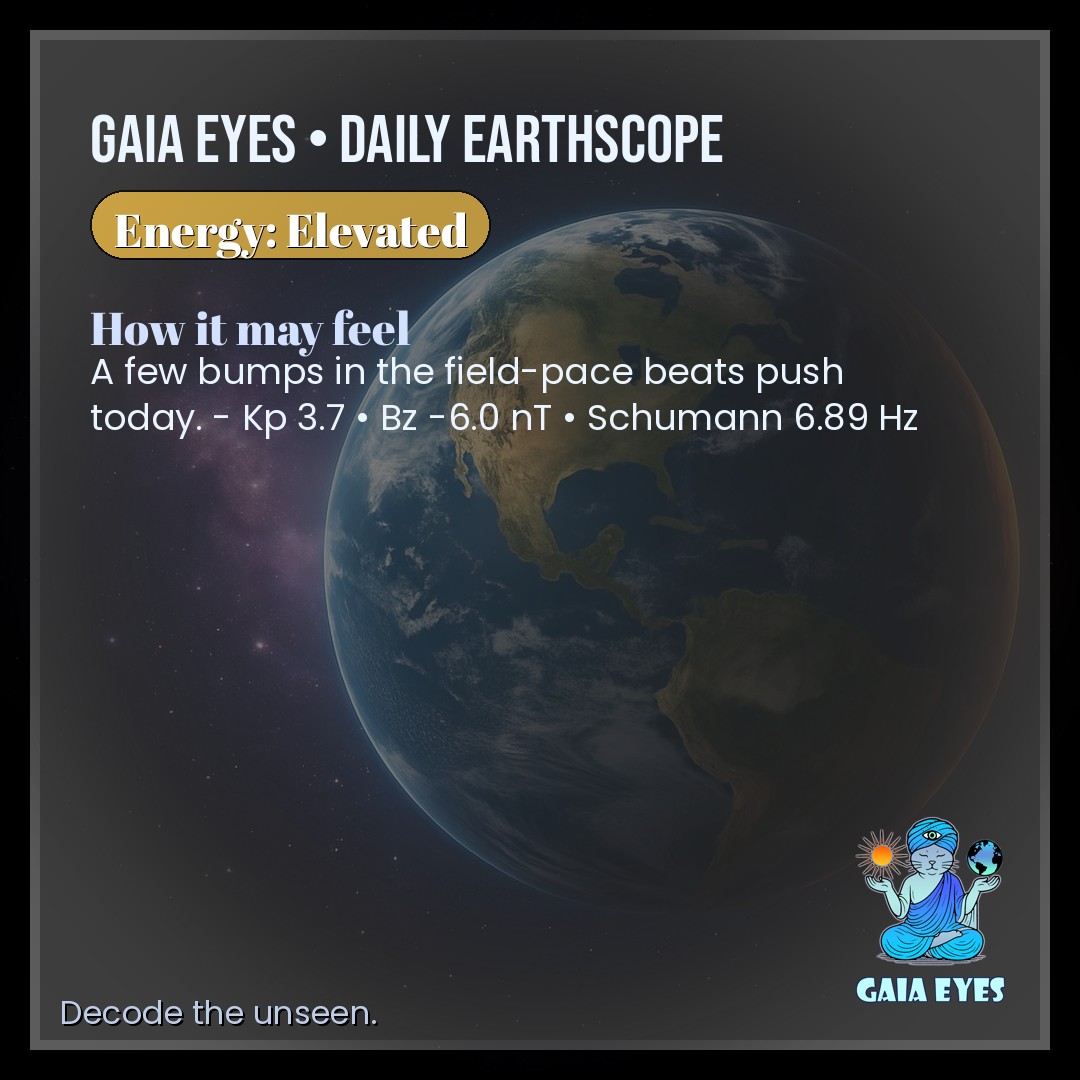 GAIA EYES • DAILY EARTHSCOPE
Energy: Elevated
How it may feel
A few bumps in the field-pace beats push
today. - Kp 3.7 • Bz -6.0 nT • Schumann 6.89 Hz
GAIA EYES
Decode the unseen.